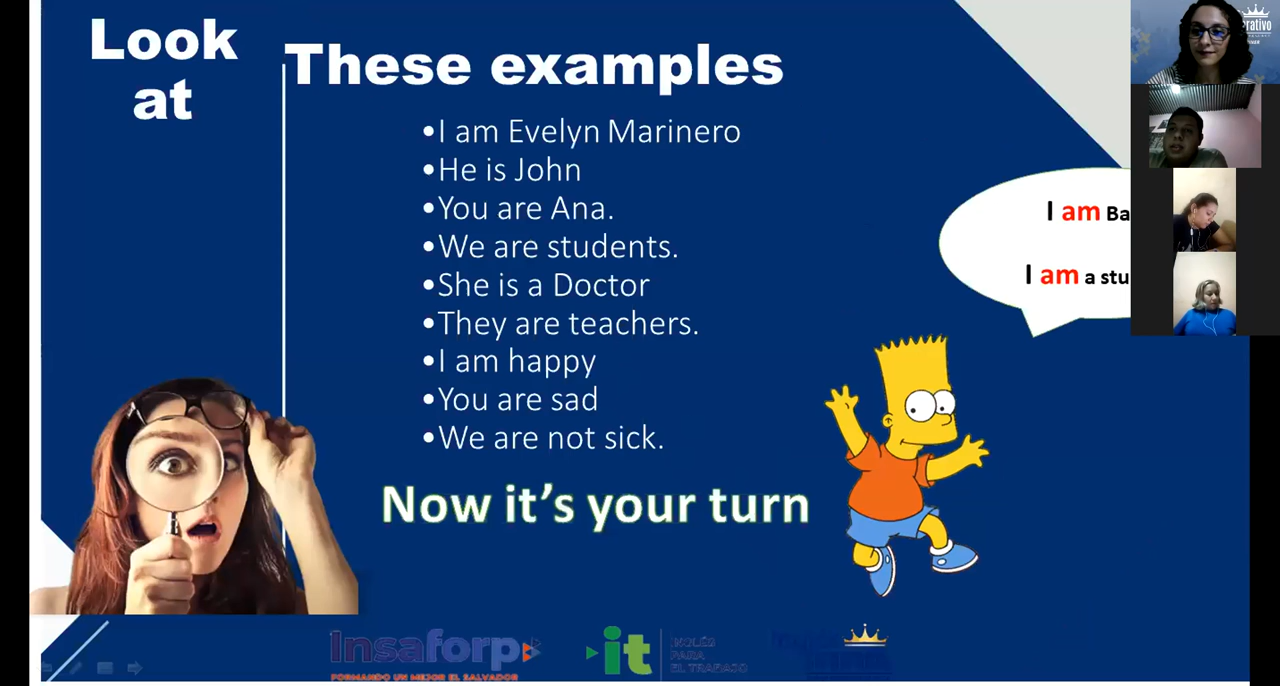 Look
at
These examples
•I am Evelyn Marinero
•He is John
•You are Ana.
•We are students.
•She is a Doctor
•They are teachers.
•I am happy
•You are sad
•We are not sick.
Now it’s your turn
I am Ba
I am a stu
Insaforp
FORMANDO UN MEJOR EL SALVADOR
it
INGLÉS
PARA
EL TRABAJO